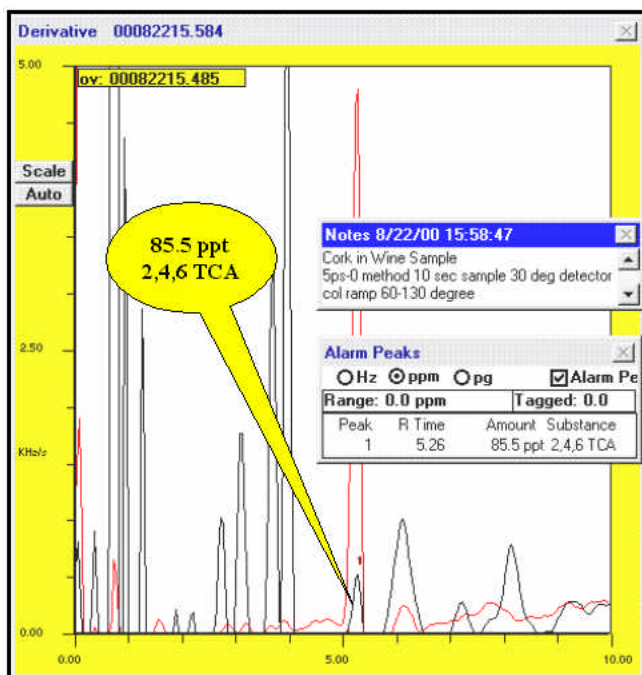 Derivative 00082215.584
5.00
ov: 00082215.485
Scale
Auto
85.5 ppt
2,4,6 TCA
Notes 8/22/00 15:58:47
Cork in Wine Sample
5ps-0 method 10 sec sample 30 deg detector
col ramp 60-130 degree
2.50
Alarm Peaks
Hz ppm pg Alarm Pe
Range: 0.0 ppm Tagged: 0.0
Peak R Time Amount Substance
1 5.26 85.5 ppt 2,4,6 TCA
KHz/s
0.00
0.00 5.00 10.00